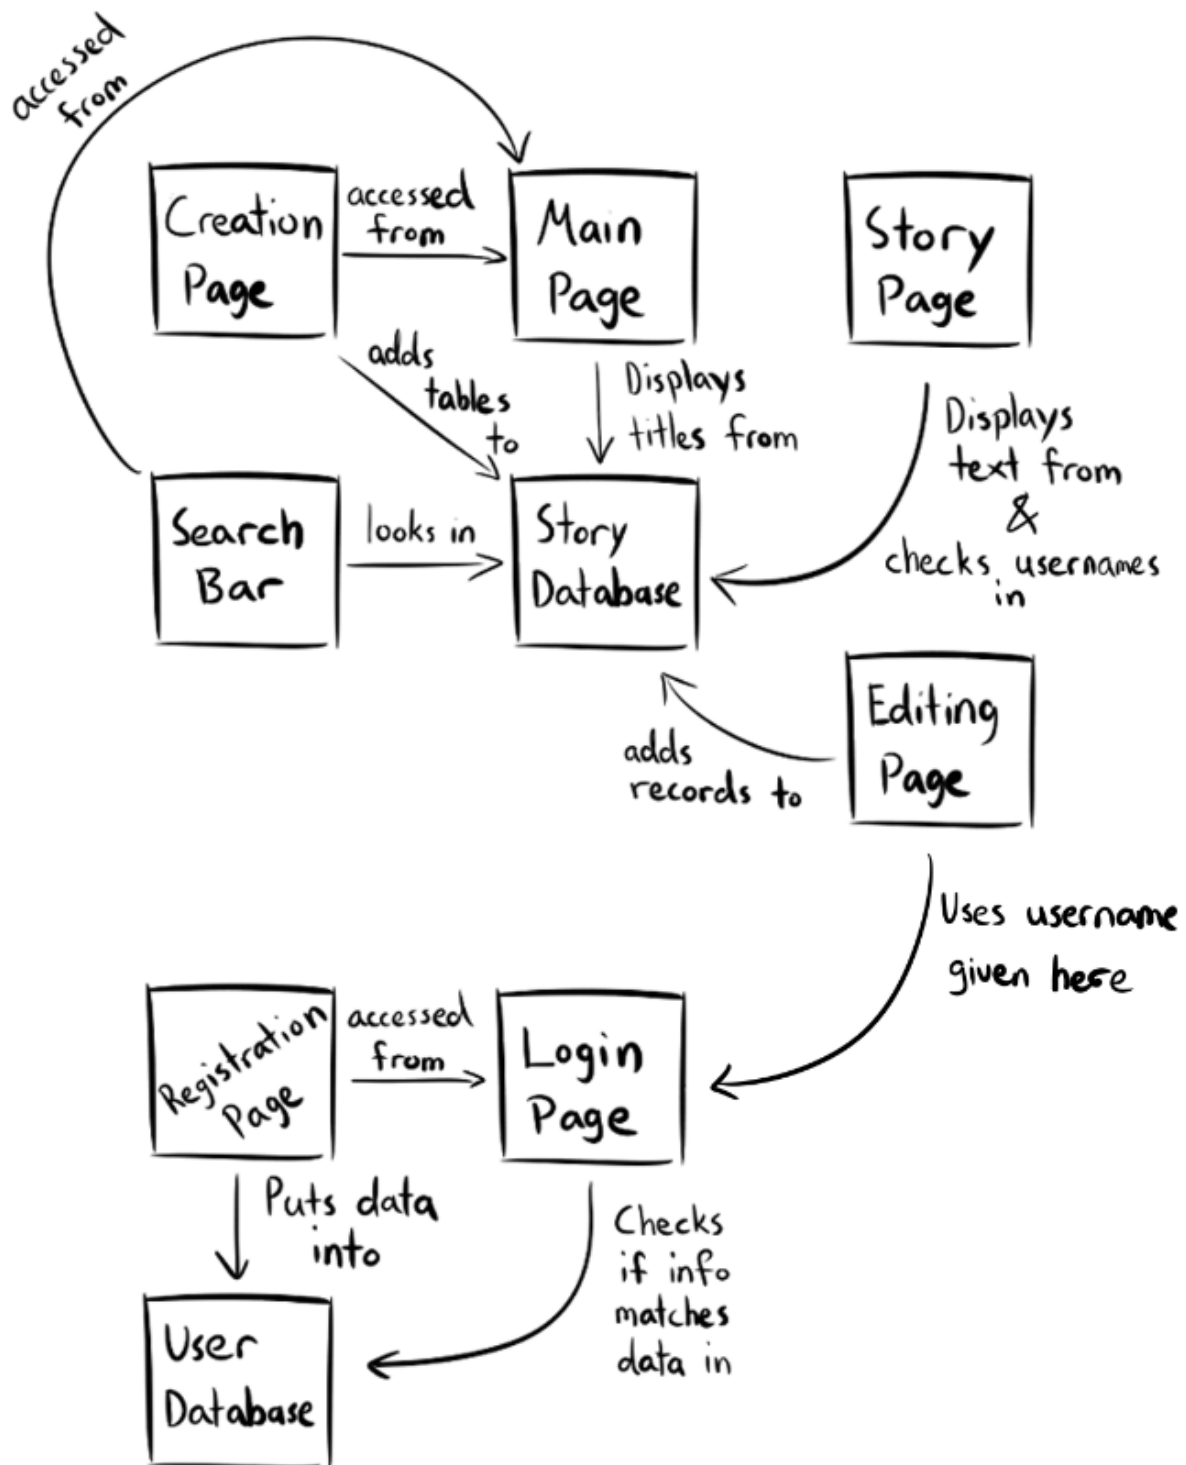 accessed
from
Creation
Page
accessed
from
Main
Page
Story
Page
adds
tables
to
Displays
titles from
Displays
text from
&
checks usernames
in
Search
Bar
looks in
Story
Database
Editing
Page
adds
records to
Uses username
given here
Registration
Page
accessed
from
Login
Page
Puts data
into
Checks
if info
matches
data in
User
Database